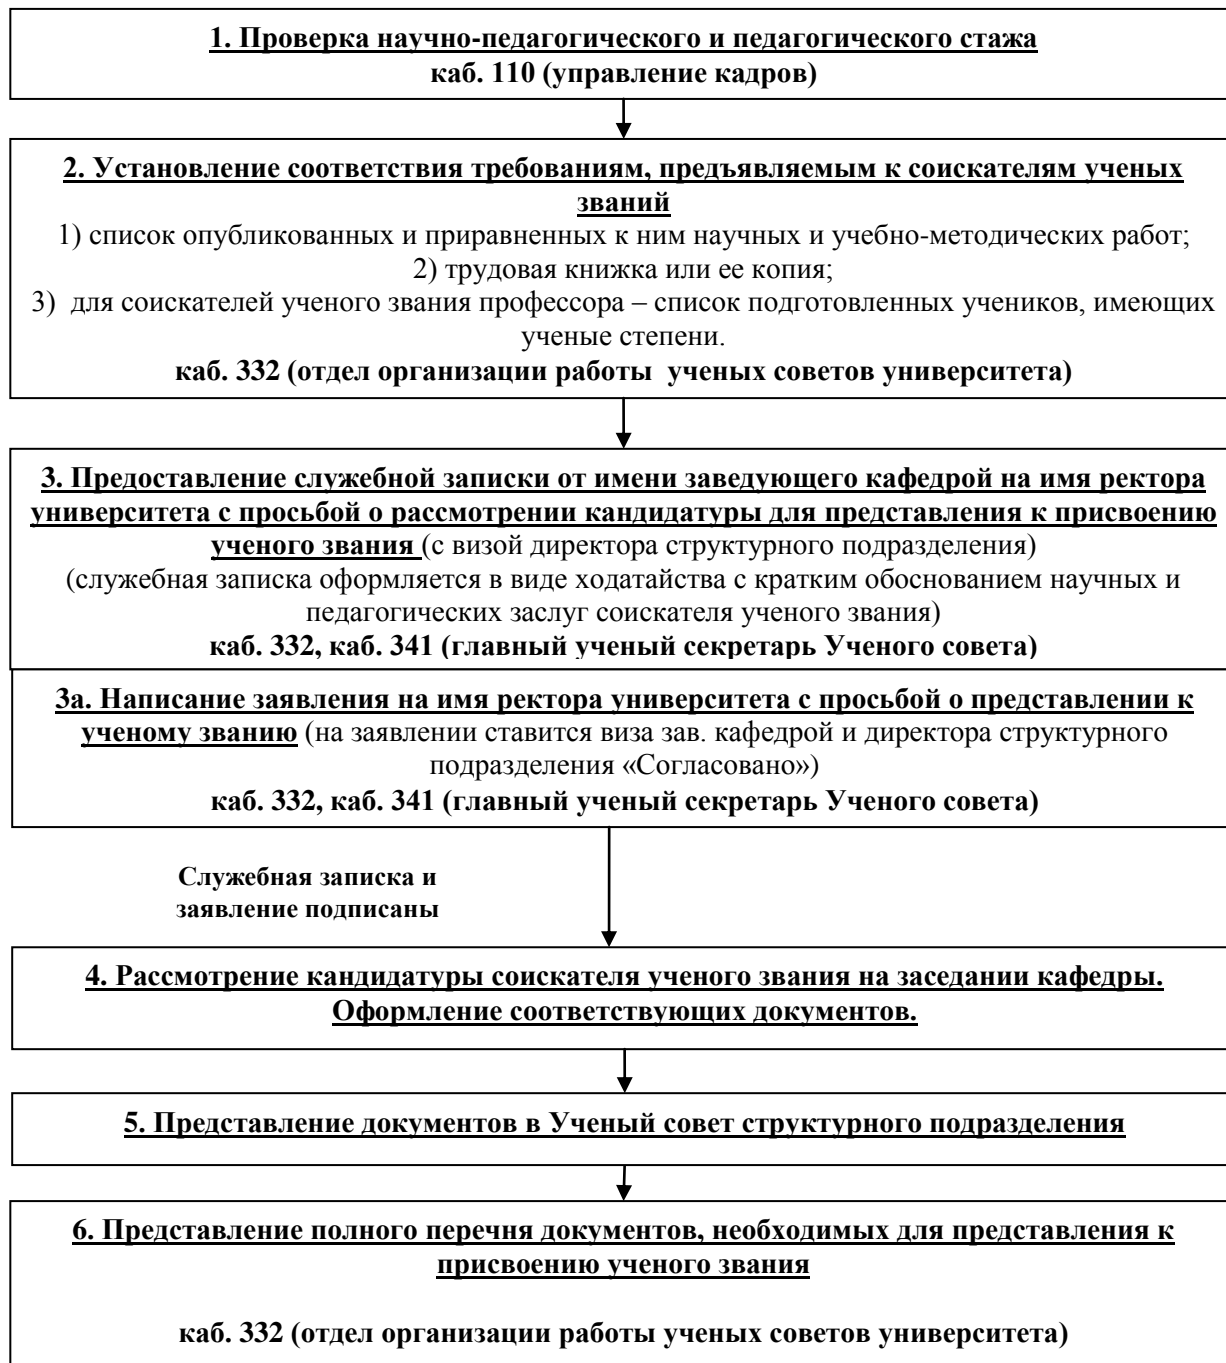 1. Проверка научно-педагогического и педагогического стажа
каб. 110 (управление кадров)
2. Установление соответствия требованиям, предъявляемым к соискателям ученых
званий
1) список опубликованных и приравненных к ним научных и учебно-методических работ;
2) трудовая книжка или ее копия;
3) для соискателей ученого звания профессора – список подготовленных учеников, имеющих
ученые степени.
каб. 332 (отдел организации работы ученых советов университета)
3. Предоставление служебной записки от имени заведующего кафедрой на имя ректора
университета с просьбой о рассмотрении кандидатуры для представления к присвоению
ученого звания (с визой директора структурного подразделения)
(служебная записка оформляется в виде ходатайства с кратким обоснованием научных и
педагогических заслуг соискателя ученого звания)
каб. 332, каб. 341 (главный ученый секретарь Ученого совета)
3а. Написание заявления на имя ректора университета с просьбой о представлении к
ученому званию (на заявлении ставится виза зав. кафедрой и директора структурного
подразделения «Согласовано»)
каб. 332, каб. 341 (главный ученый секретарь Ученого совета)
Служебная записка и
заявление подписаны
4. Рассмотрение кандидатуры соискателя ученого звания на заседании кафедры.
Оформление соответствующих документов.
5. Представление документов в Ученый совет структурного подразделения
6. Представление полного перечня документов, необходимых для представления к
присвоению ученого звания
каб. 332 (отдел организации работы ученых советов университета)